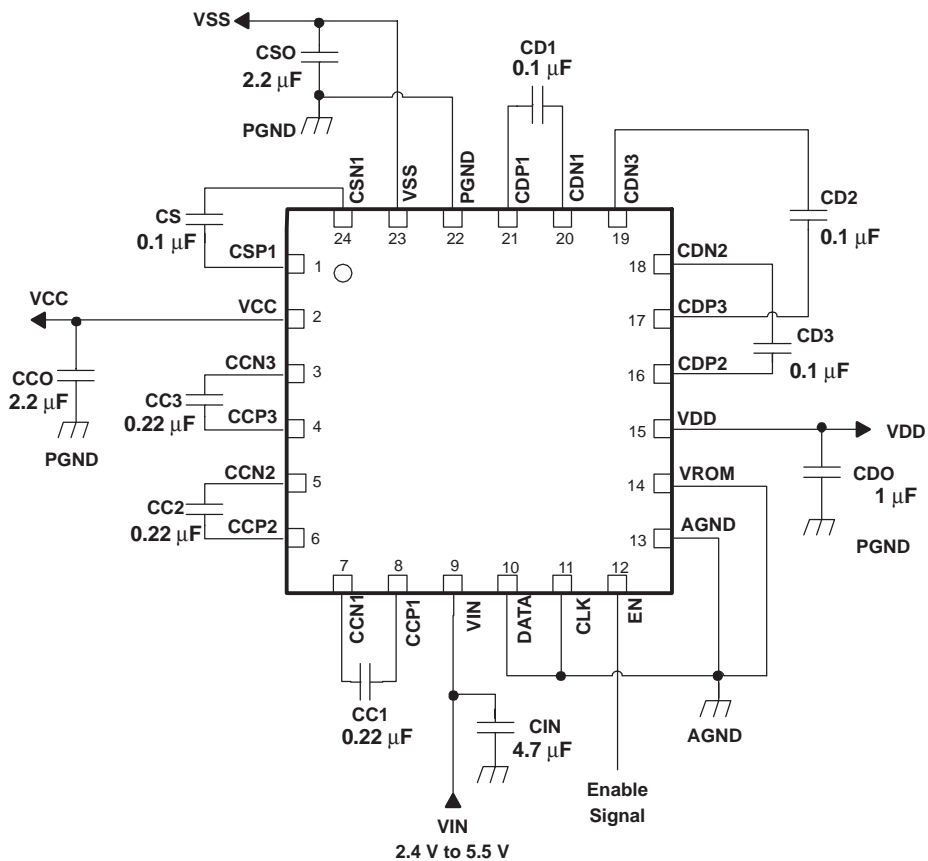 VSS
CSO
2.2 μF
PGND
CD1
0.1 μF
CSN1
VSS
PGND
CDP1
CDN1
CDN3
CS
0.1 μF
CD2
0.1 μF
24
23
22
21
20
19
CSP1
1
18
CDN2
VCC
VCC
2
17
CDP3
CD3
0.1 μF
CCN3
3
16
CDP2
CCO
2.2 μF
CC3
0.22 μF
CCP3
4
15
VDD
VDD
PGND
CDO
1 μF
CCN2
5
14
VROM
CC2
0.22 μF
CCP2
6
13
AGND
PGND
7
8
9
10
11
12
CCN1
CCP1
VIN
DATA
CLK
EN
CC1
0.22 μF
CIN
4.7 μF
AGND
Enable
Signal
VIN
2.4 V to 5.5 V